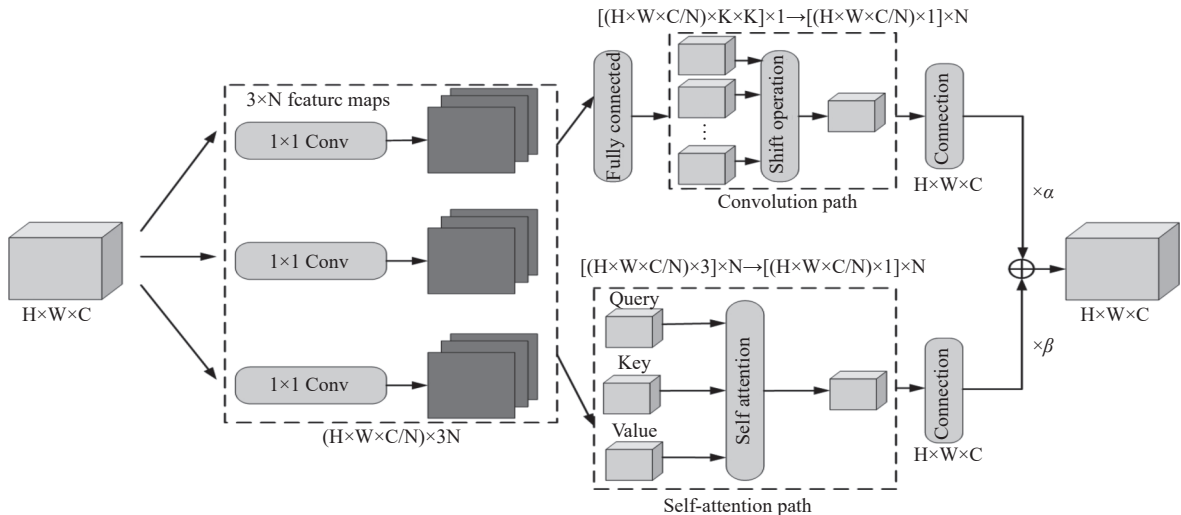 [(H×W×C/N)×K×K]×1→[(H×W×C/N)×1]×N
3×N feature maps
1×1 Conv
1×1 Conv
1×1 Conv
H×W×C
(H×W×C/N)×3N
Fully connected
⋮
Shift operation
Convolution path
Connection
H×W×C
×α
[(H×W×C/N)×3]×N→[(H×W×C/N)×1]×N
Query
Key
Value
Self attention
Self-attention path
Connection
H×W×C
×β
H×W×C